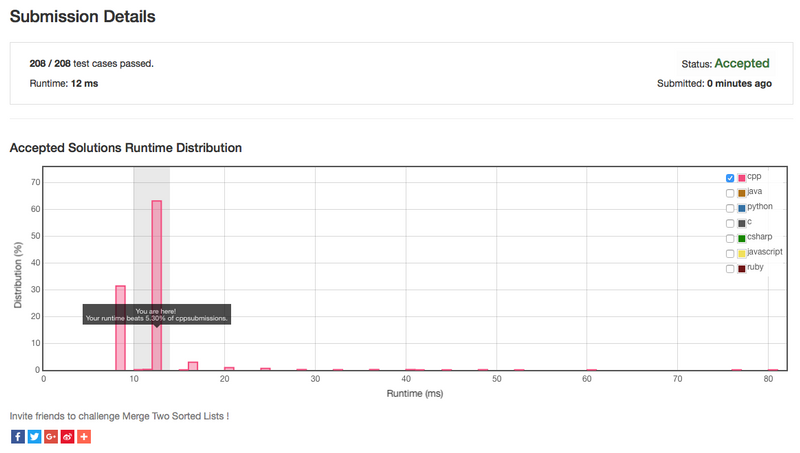 Submission Details
208 / 208 test cases passed.
Status: Accepted
Runtime: 12 ms
Submitted: 0 minutes ago
Accepted Solutions Runtime Distribution
cpp
java
python
c
csharp
javascript
ruby
Distribution (%)
70
60
50
40
30
20
10
0
You are here!
Your runtime beats 5.30% of cppsubmissions.
0
10
20
30
40
50
60
70
80
Runtime (ms)
Invite friends to challenge Merge Two Sorted Lists !